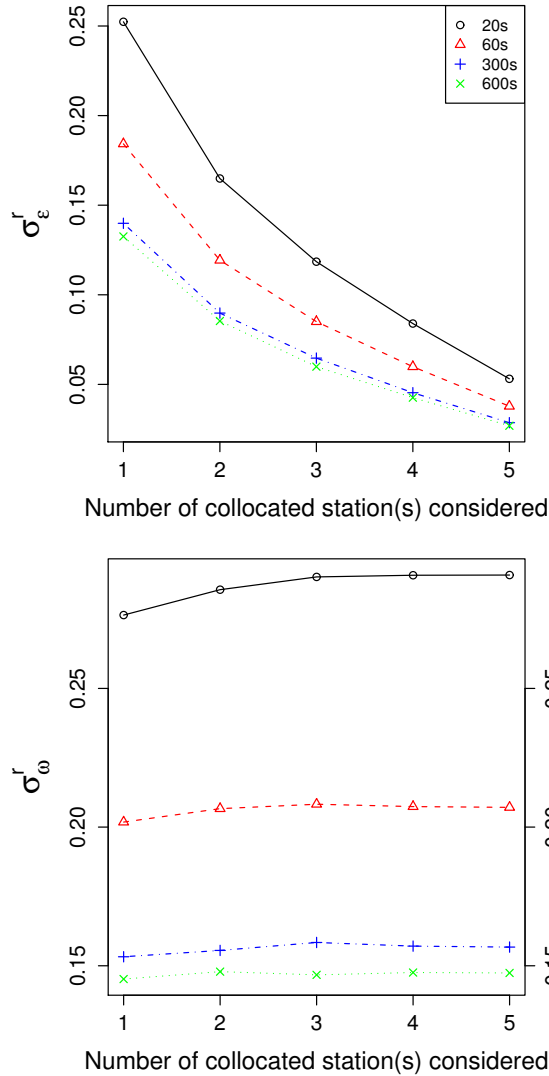 20s
60s
300s
600s
0.25
0.20
0.15
0.10
0.05
σεʳ
1 2 3 4 5
Number of collocated station(s) considered
0.25
0.20
0.15
σωʳ
1 2 3 4 5
Number of collocated station(s) considered